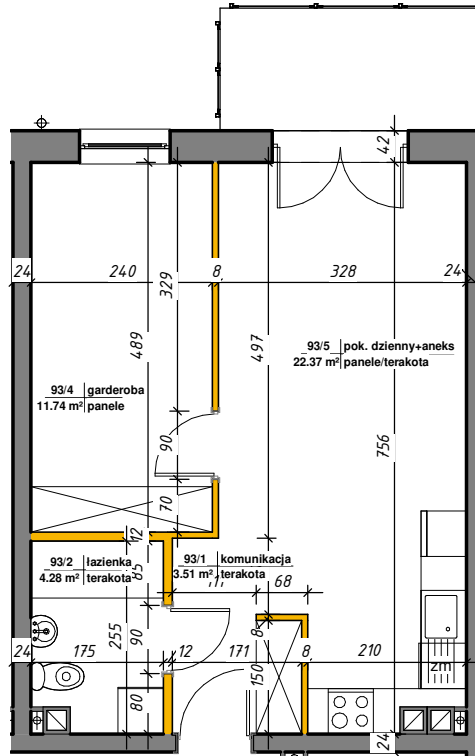 42
24 240 8 328 24
329
489
497
93/5 pok. dzienny+aneks
22.37 m² panele/terakota
93/4 garderoba
11.74 m² panele
90
756
70
12
93/2 łazienka
4.28 m² terakota
93/1 komunikacja
3.51 m² terakota
85
68
255
90
8
24 175 12 171 8 210
zm
150
80
24